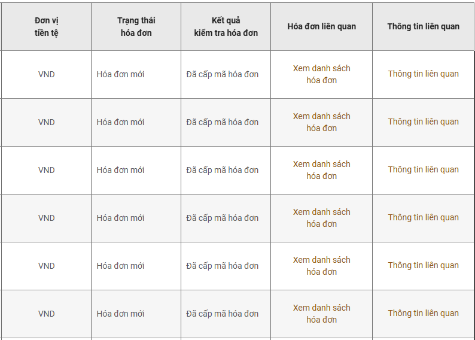 Đơn vị
tiền tệ
Trạng thái
hóa đơn
Kết quả
kiểm tra hóa đơn
Hóa đơn liên quan
Thông tin liên quan
VND
Hóa đơn mới
Đã cấp mã hóa đơn
Xem danh sách
hóa đơn
Thông tin liên quan
VND
Hóa đơn mới
Đã cấp mã hóa đơn
Xem danh sách
hóa đơn
Thông tin liên quan
VND
Hóa đơn mới
Đã cấp mã hóa đơn
Xem danh sách
hóa đơn
Thông tin liên quan
VND
Hóa đơn mới
Đã cấp mã hóa đơn
Xem danh sách
hóa đơn
Thông tin liên quan
VND
Hóa đơn mới
Đã cấp mã hóa đơn
Xem danh sách
hóa đơn
Thông tin liên quan
VND
Hóa đơn mới
Đã cấp mã hóa đơn
Xem danh sách
hóa đơn
Thông tin liên quan